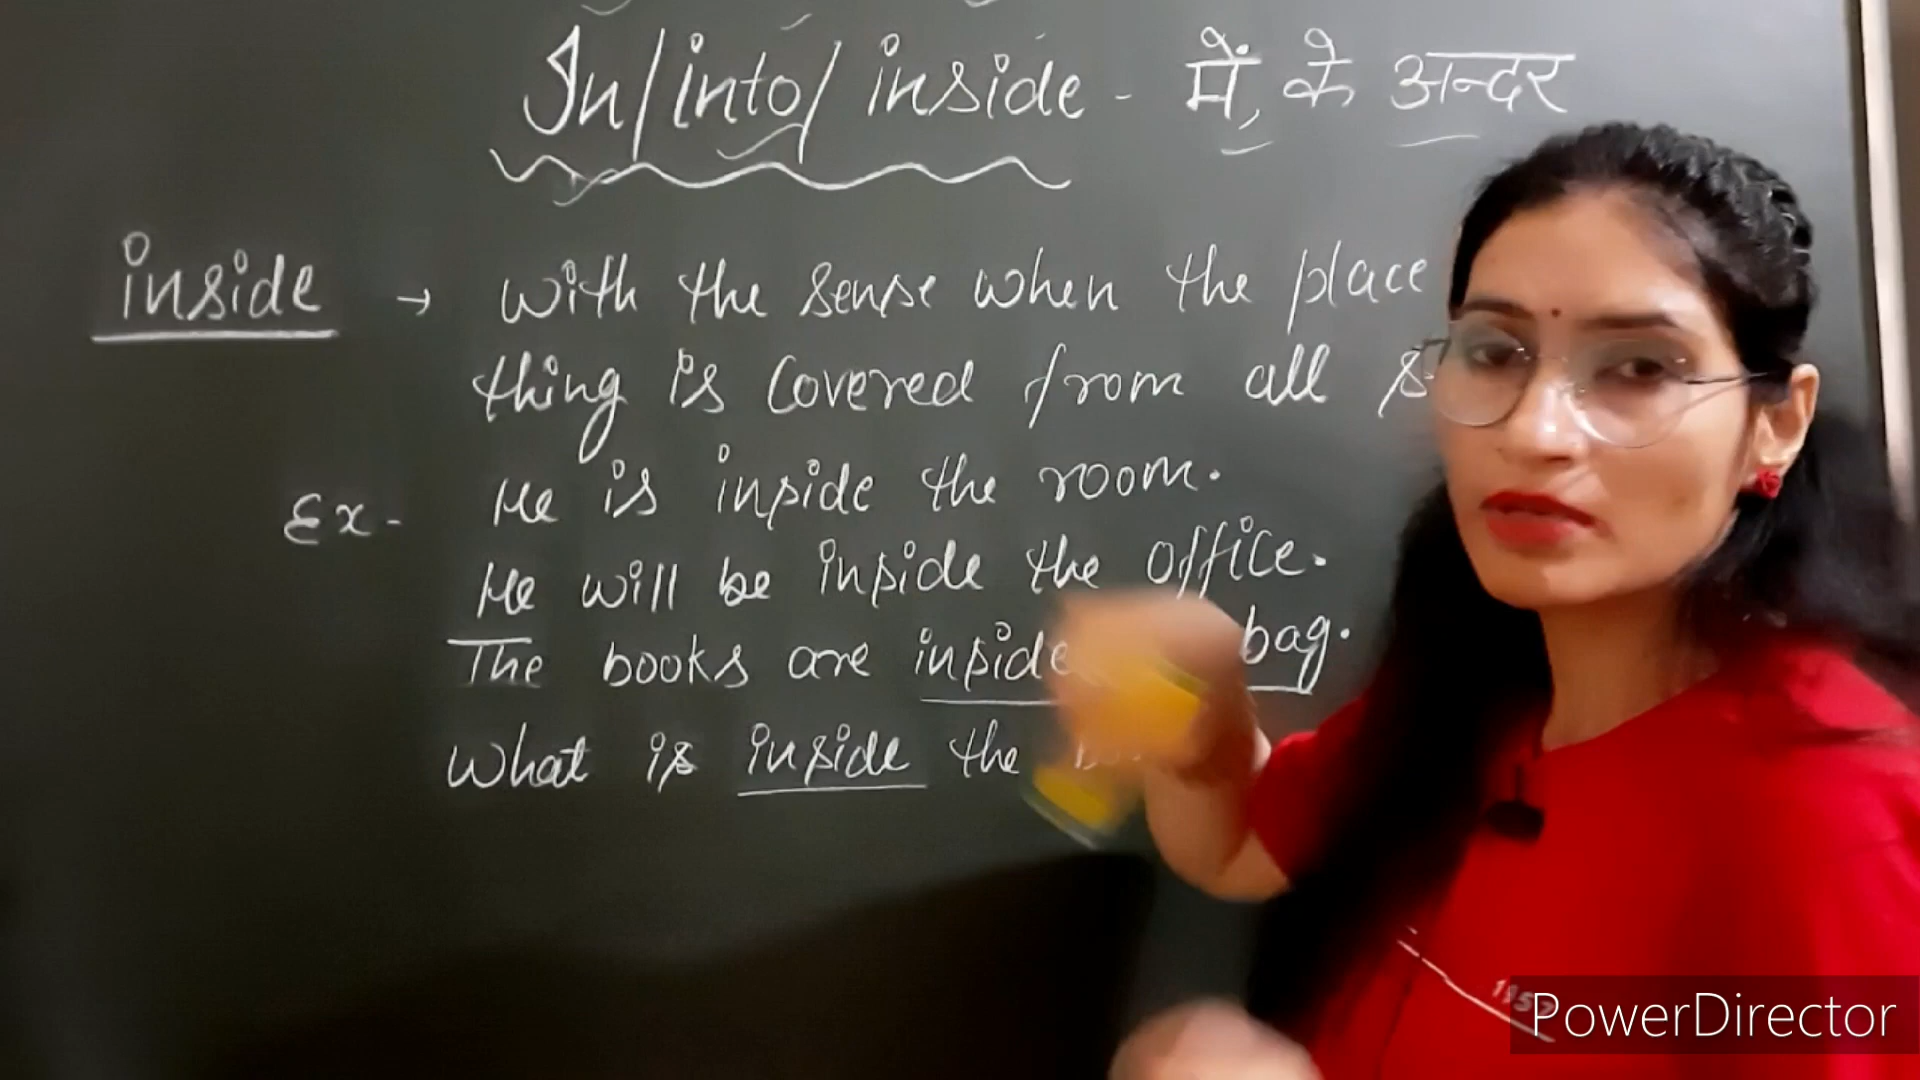 In/into/inside - में, के अन्दर
inside → with the sense when the place
thing is covered from all
Ex- He is inside the room.
He will be inside the office.
The books are inside bag.
What is inside the
195
PowerDirector